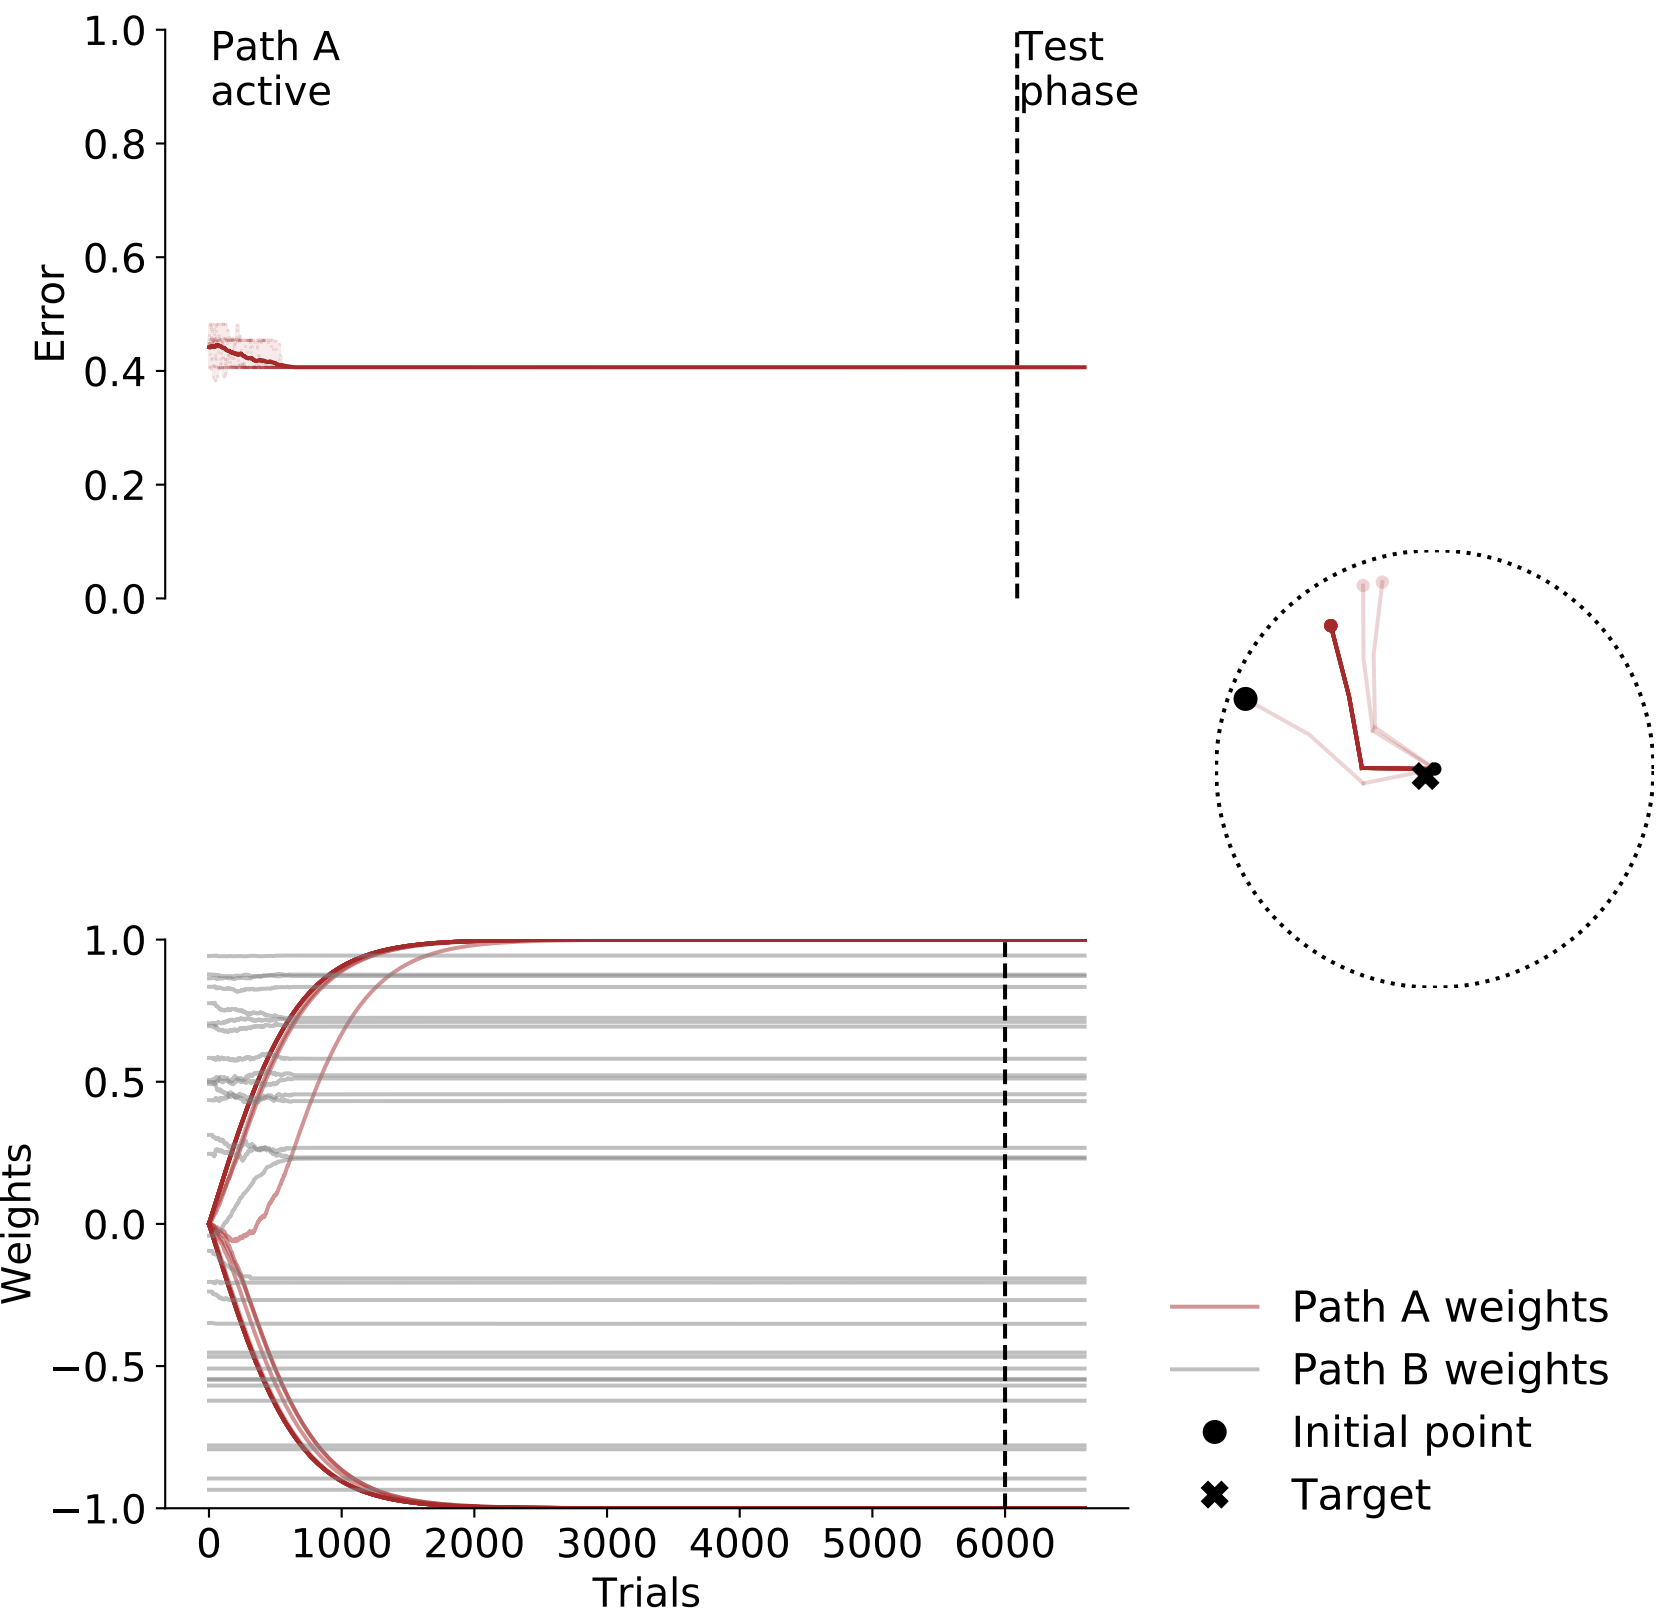 1.0
Path A
active
Test
phase
0.8
0.6
0.4
0.2
0.0
Error
1.0
0.5
0.0
−0.5
−1.0
Weights
0 1000 2000 3000 4000 5000 6000
Trials
Path A weights
Path B weights
Initial point
Target